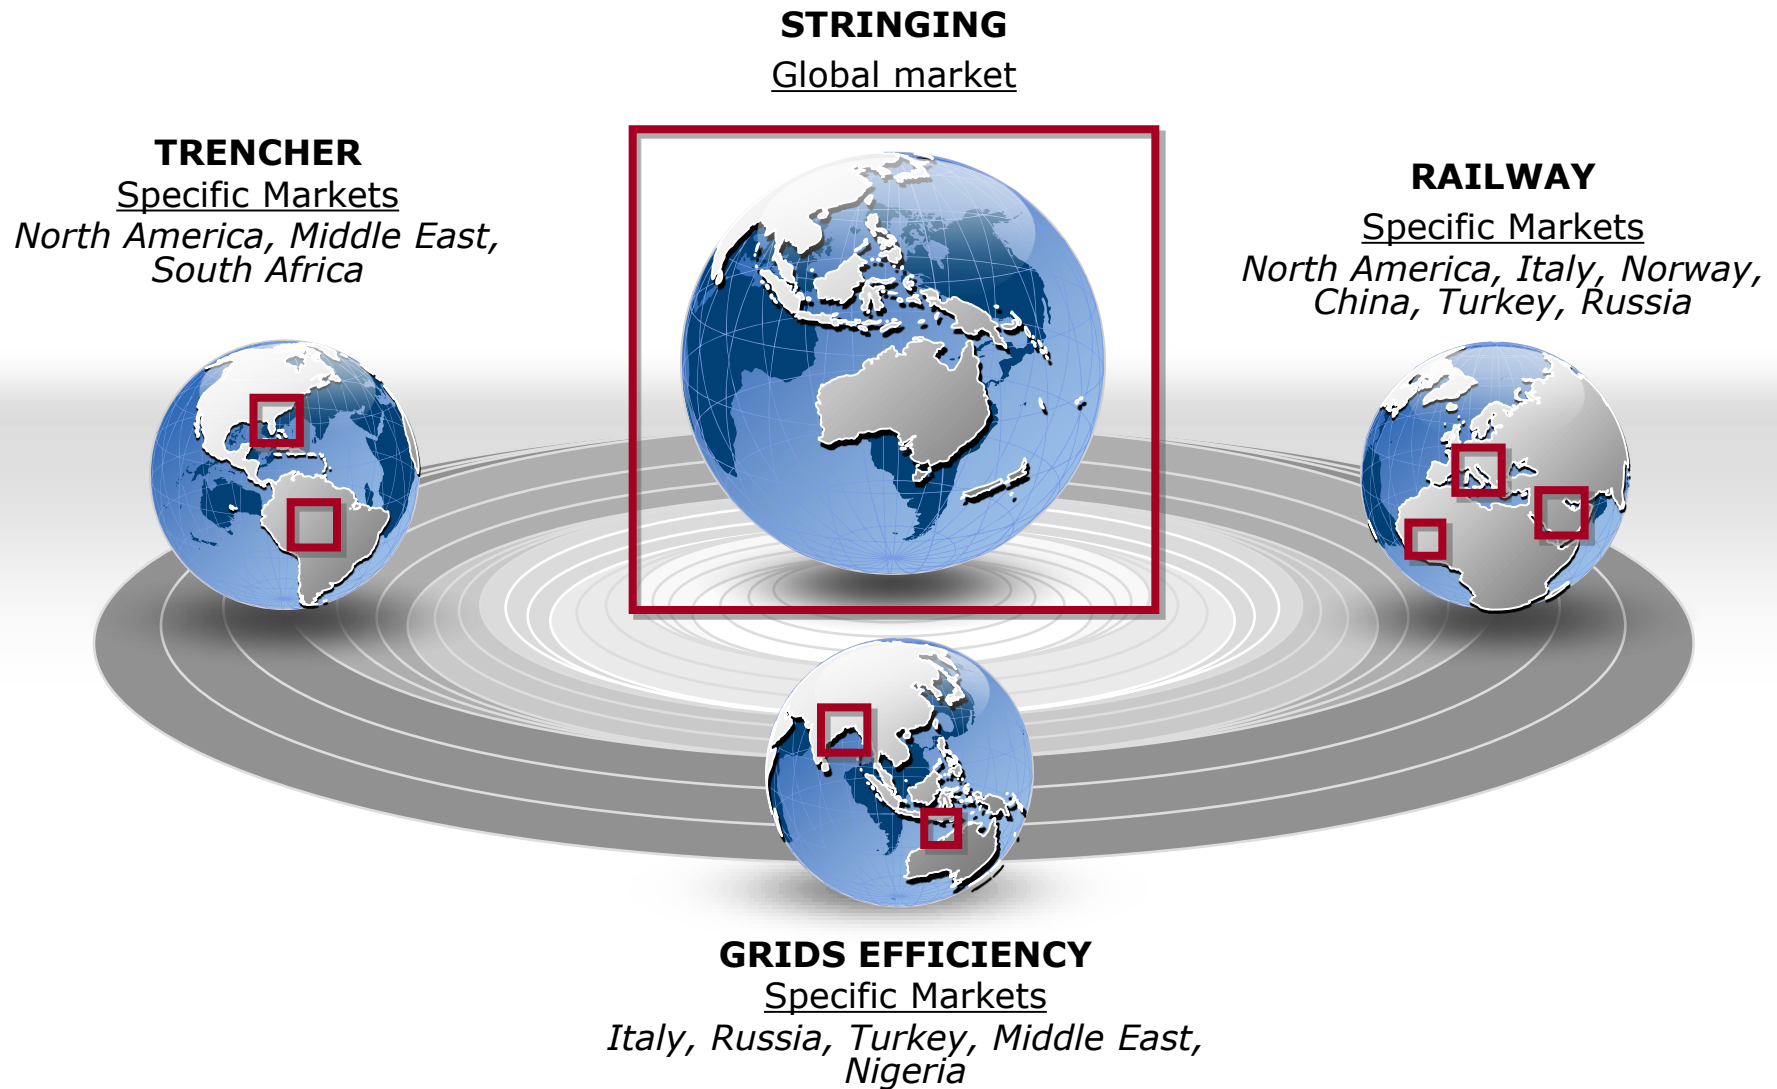 STRINGING
Global market
TRENCHER
Specific Markets
North America, Middle East,
South Africa
RAILWAY
Specific Markets
North America, Italy, Norway,
China, Turkey, Russia
GRIDS EFFICIENCY
Specific Markets
Italy, Russia, Turkey, Middle East,
Nigeria